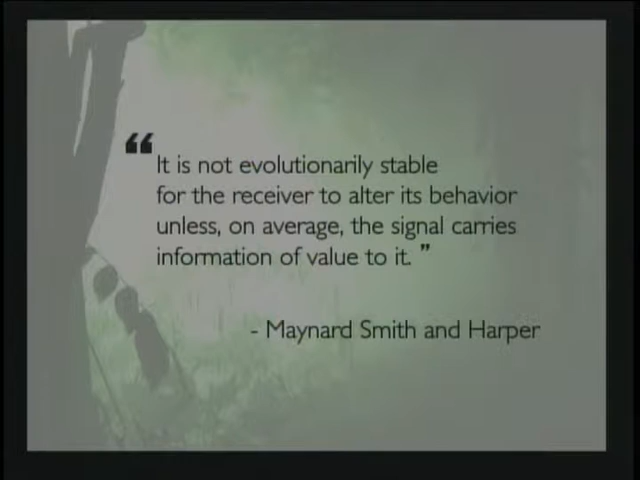 “ It is not evolutionarily stable
for the receiver to alter its behavior
unless, on average, the signal carries
information of value to it. ”
- Maynard Smith and Harper